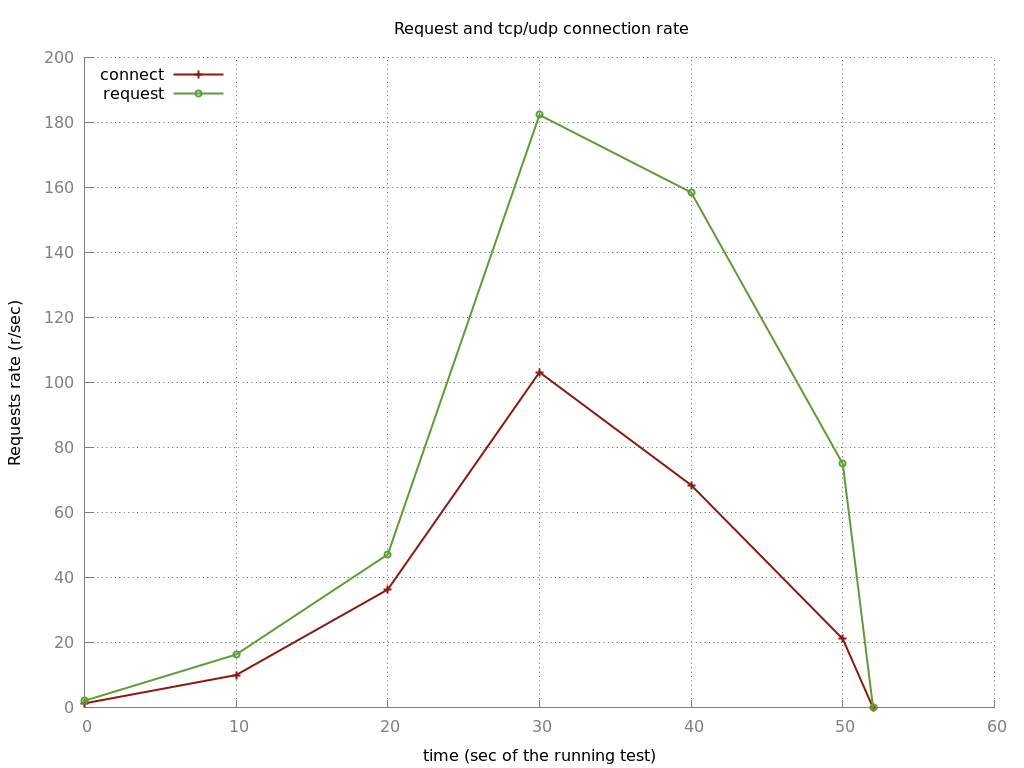 Request and tcp/udp connection rate
200
connect
request
180
160
140
120
100
80
60
40
20
0
Requests rate (r/sec)
0 10 20 30 40 50 60
time (sec of the running test)